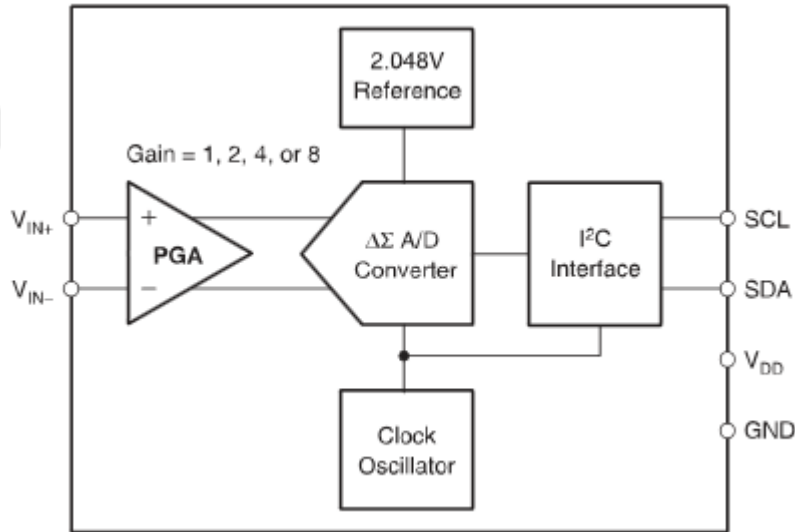 2.048V
Reference
Gain = 1, 2, 4, or 8
V_IN+
+
PGA
ΔΣ A/D
Converter
I²C
Interface
SCL
V_IN–
–
SDA
V_DD
GND
Clock
Oscillator